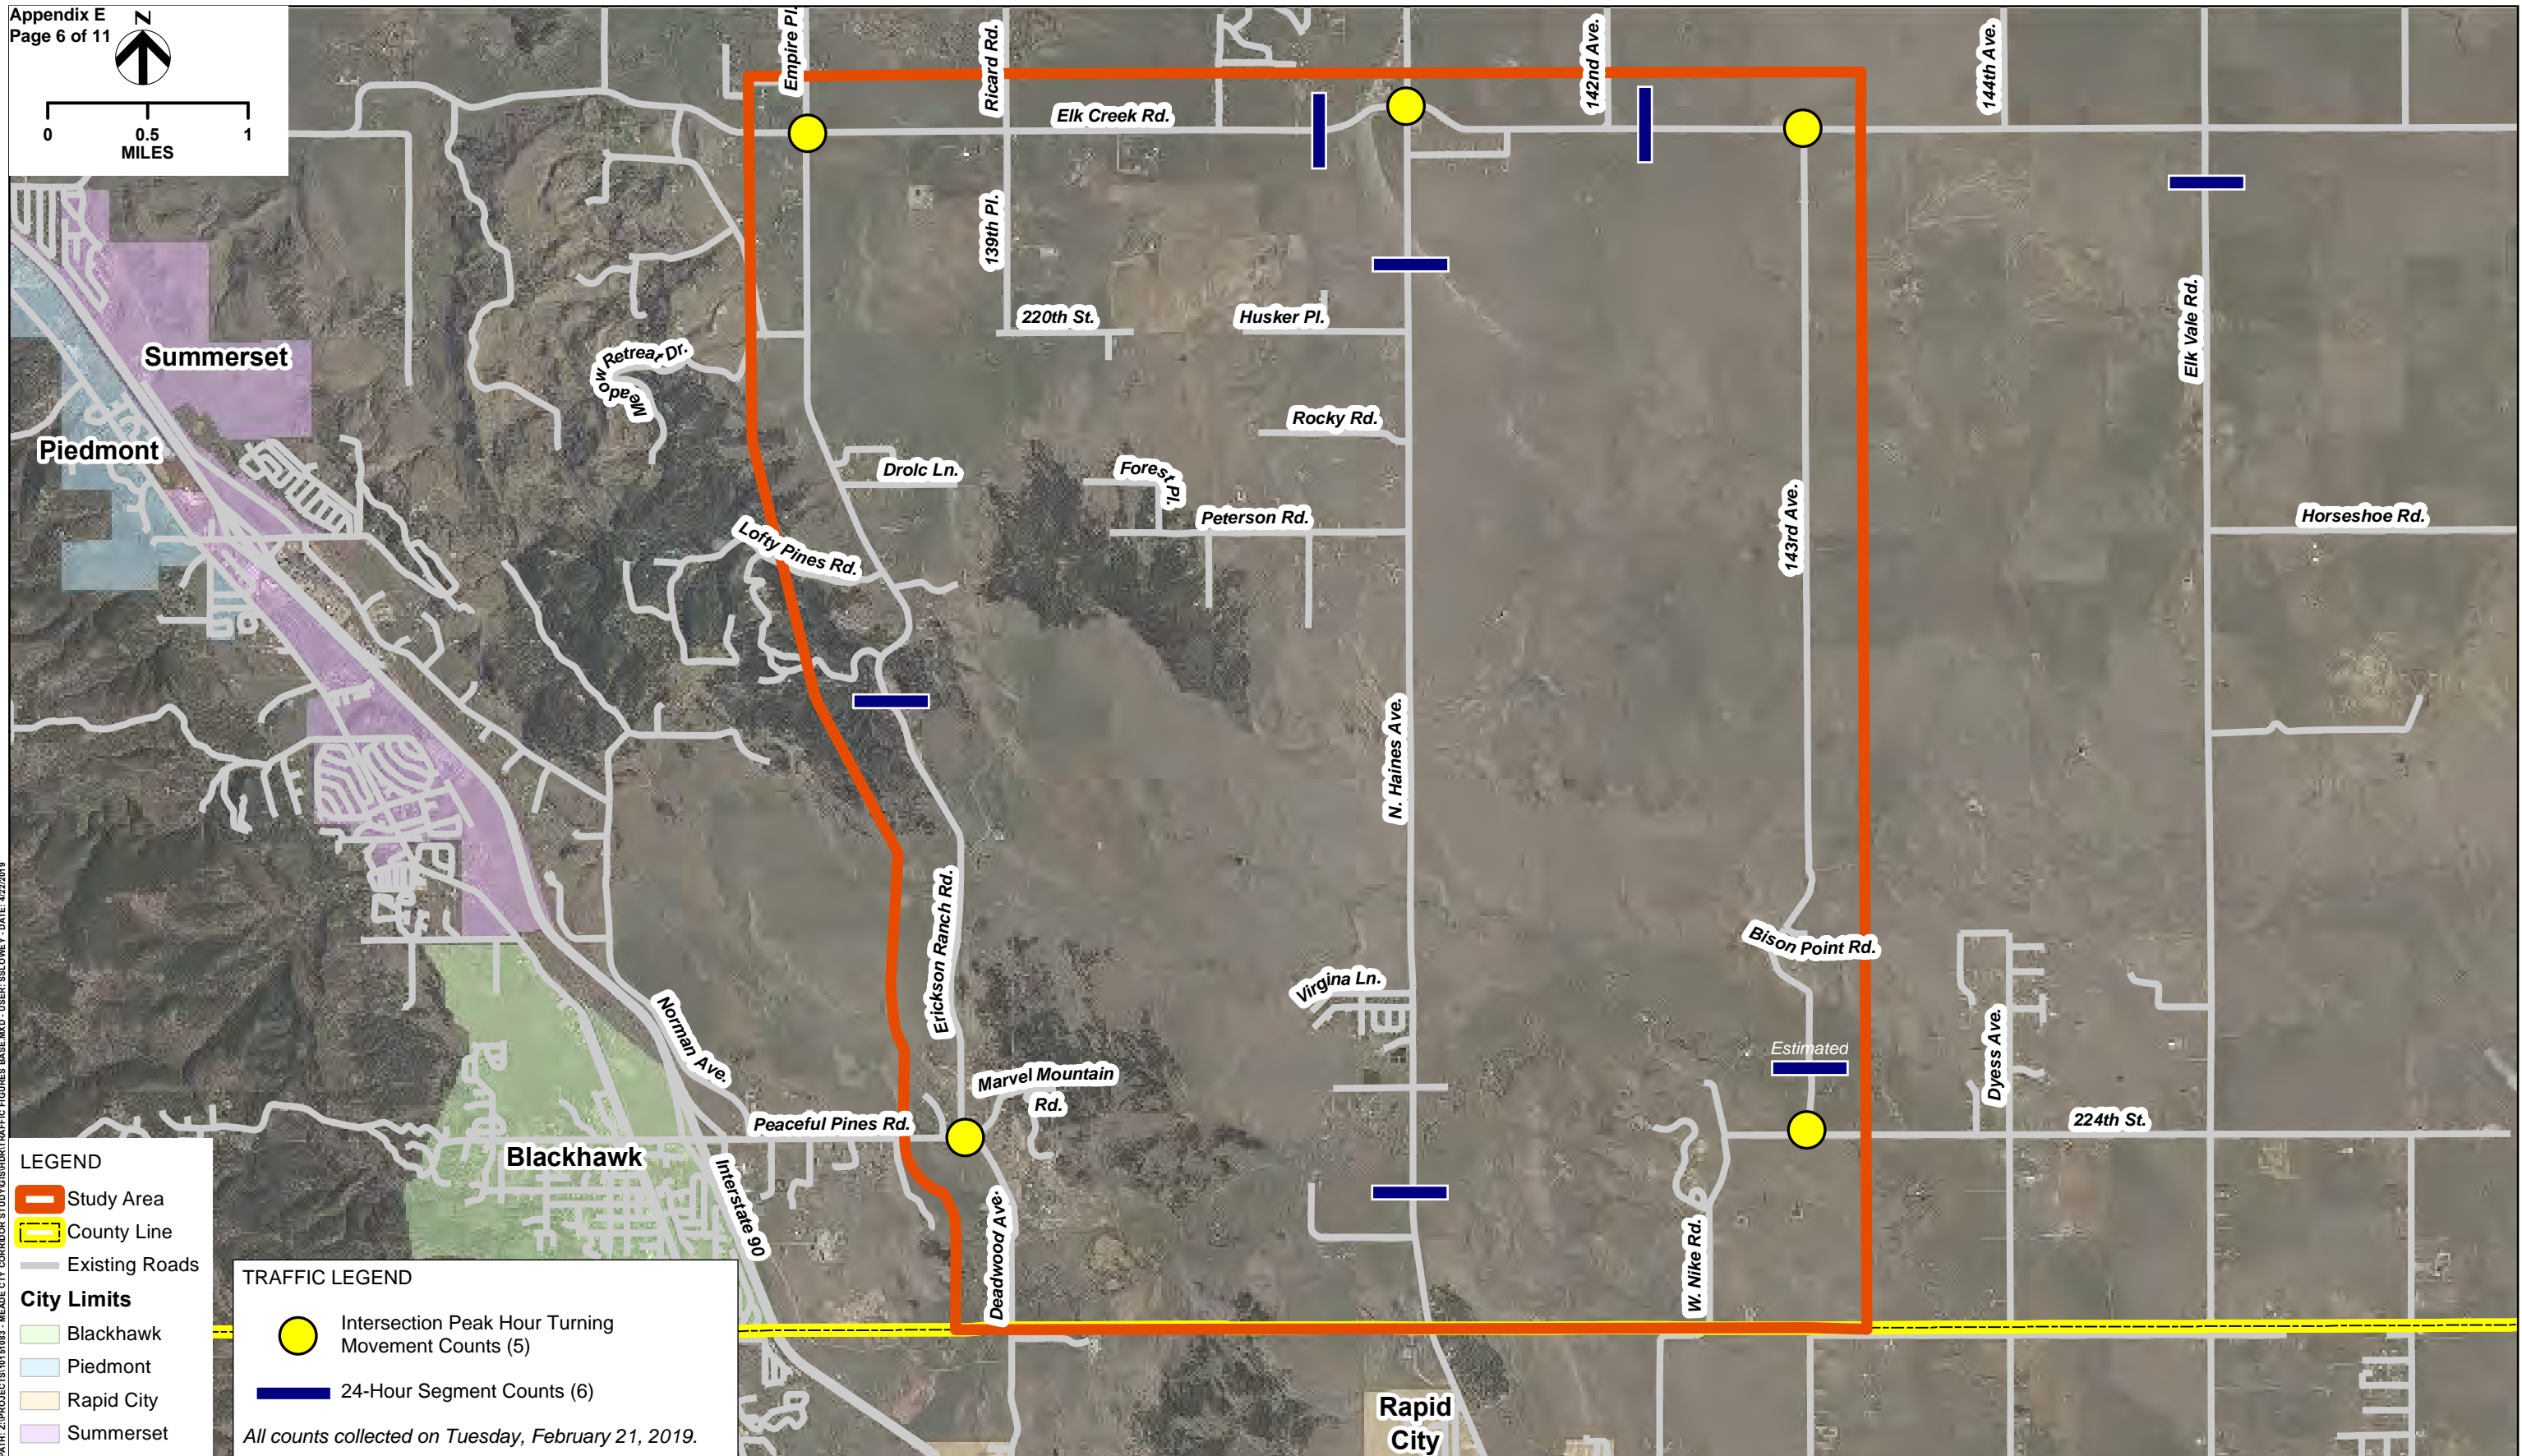 Appendix E
Page 6 of 11
N
0 0.5 1
MILES
Empire Pl.
Ricard Rd.
142nd Ave.
144th Ave.
Elk Creek Rd.
139th Pl.
220th St.
Husker Pl.
Elk Vale Rd.
Summerset
Meadow Retreat Dr.
Rocky Rd.
Piedmont
Drolc Ln.
Forest Pl.
Peterson Rd.
143rd Ave.
Horseshoe Rd.
Lofty Pines Rd.
N. Haines Ave.
Erickson Ranch Rd.
Bison Point Rd.
Virgina Ln.
Norman Ave.
Estimated
Dyess Ave.
Marvel Mountain
Rd.
Peaceful Pines Rd.
224th St.
Blackhawk
Interstate 90
Deadwood Ave.
W. Nike Rd.
Rapid
City
LEGEND
Study Area
County Line
Existing Roads
City Limits
Blackhawk
Piedmont
Rapid City
Summerset
TRAFFIC LEGEND
Intersection Peak Hour Turning
Movement Counts (5)
24-Hour Segment Counts (6)
All counts collected on Tuesday, February 21, 2019.